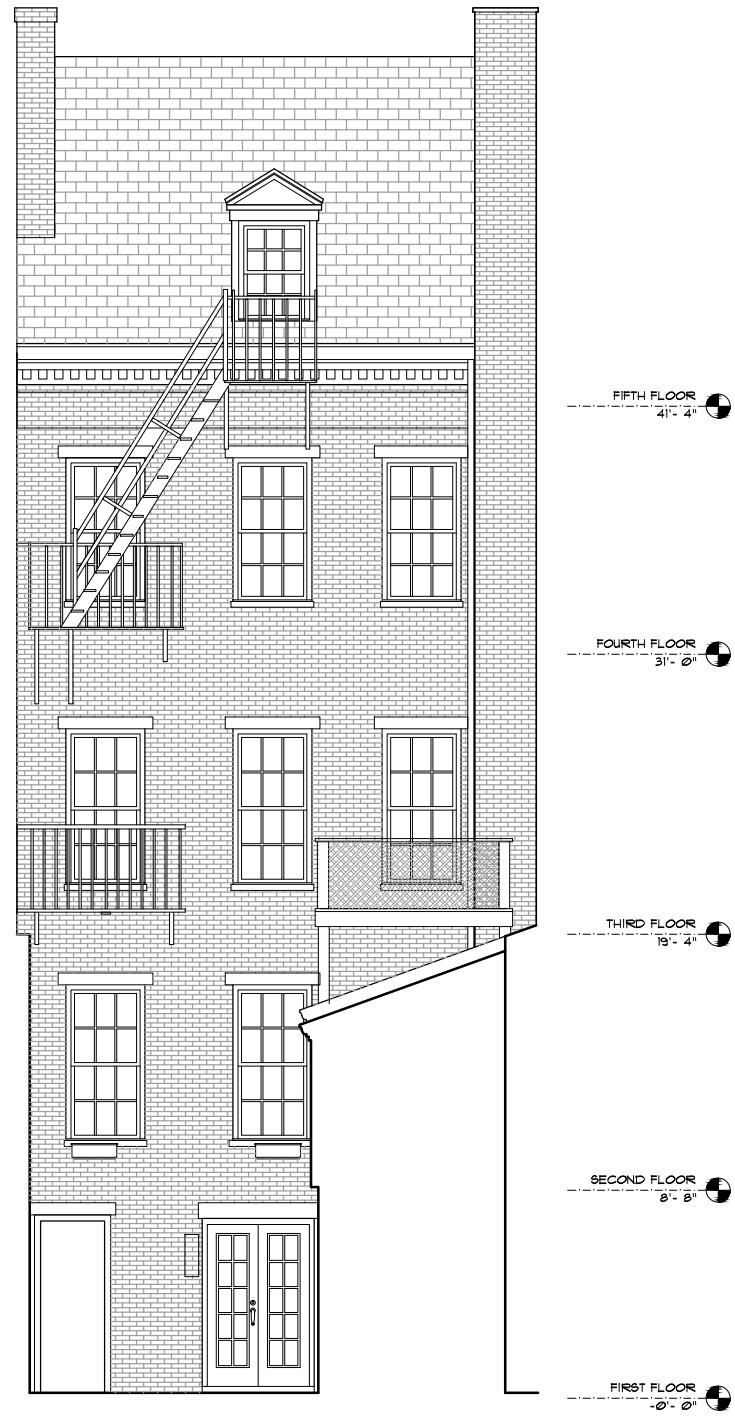 FIFTH FLOOR
41'- 4"
FOURTH FLOOR
31'- 0"
THIRD FLOOR
19'- 4"
SECOND FLOOR
8'- 8"
FIRST FLOOR
-0'- 0"